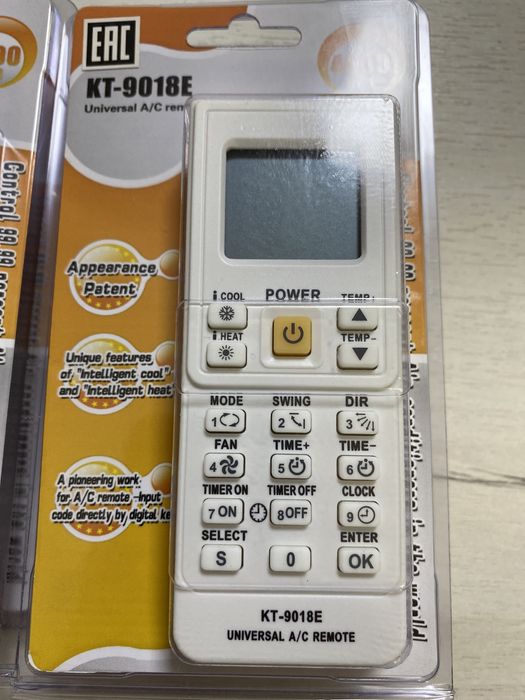 EAC
KT-9018E
Universal A/C rem
Appearance
Patent
Unique features
of "Intelligent cool"
and "Intelligent heat"
A pioneering work
for A/C remote -Input
code directly by digital ke
i.COOL POWER TEMP+
i.HEAT TEMP-
MODE SWING DIR
1 2 3
FAN TIME+ TIME-
4 5 6
TIMER ON TIMER OFF CLOCK
7 ON 8 OFF 9
SELECT ENTER
S 0 OK
KT-9018E
UNIVERSAL A/C REMOTE